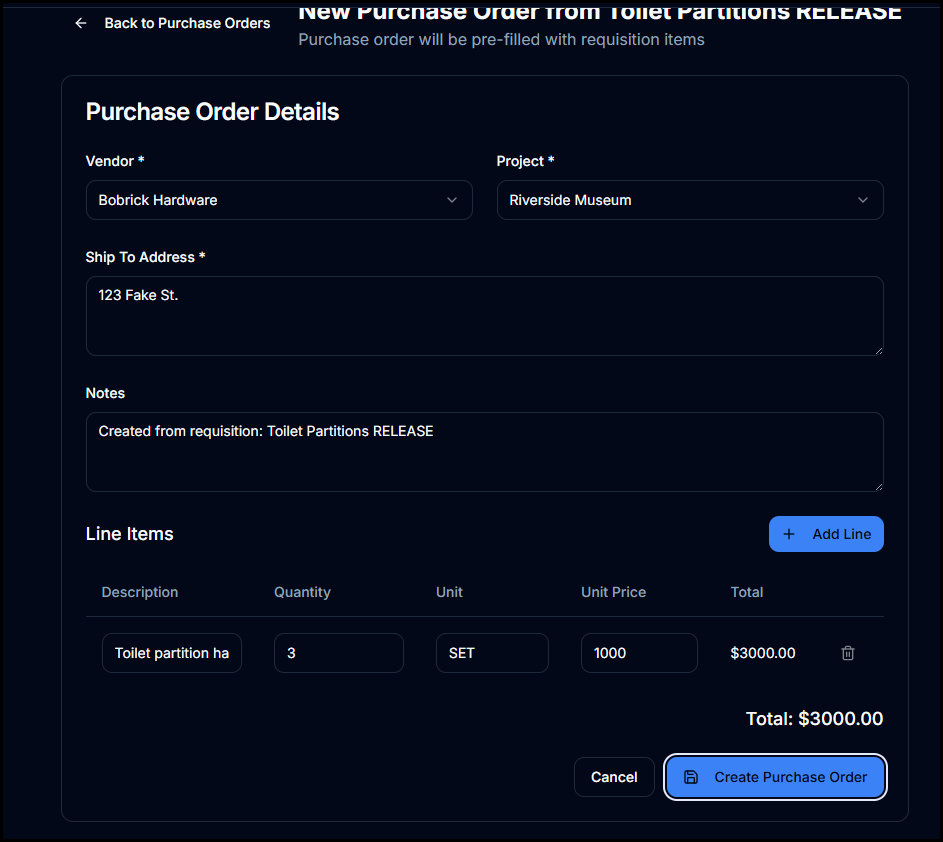 Back to Purchase Orders
New Purchase Order from Toilet Partitions RELEASE
Purchase order will be pre-filled with requisition items
Purchase Order Details
Vendor *
Project *
Bobrick Hardware
Riverside Museum
Ship To Address *
123 Fake St.
Notes
Created from requisition: Toilet Partitions RELEASE
Line Items
Add Line
Description Quantity Unit Unit Price Total
Toilet partition ha 3 SET 1000 $3000.00
Total: $3000.00
Cancel
Create Purchase Order